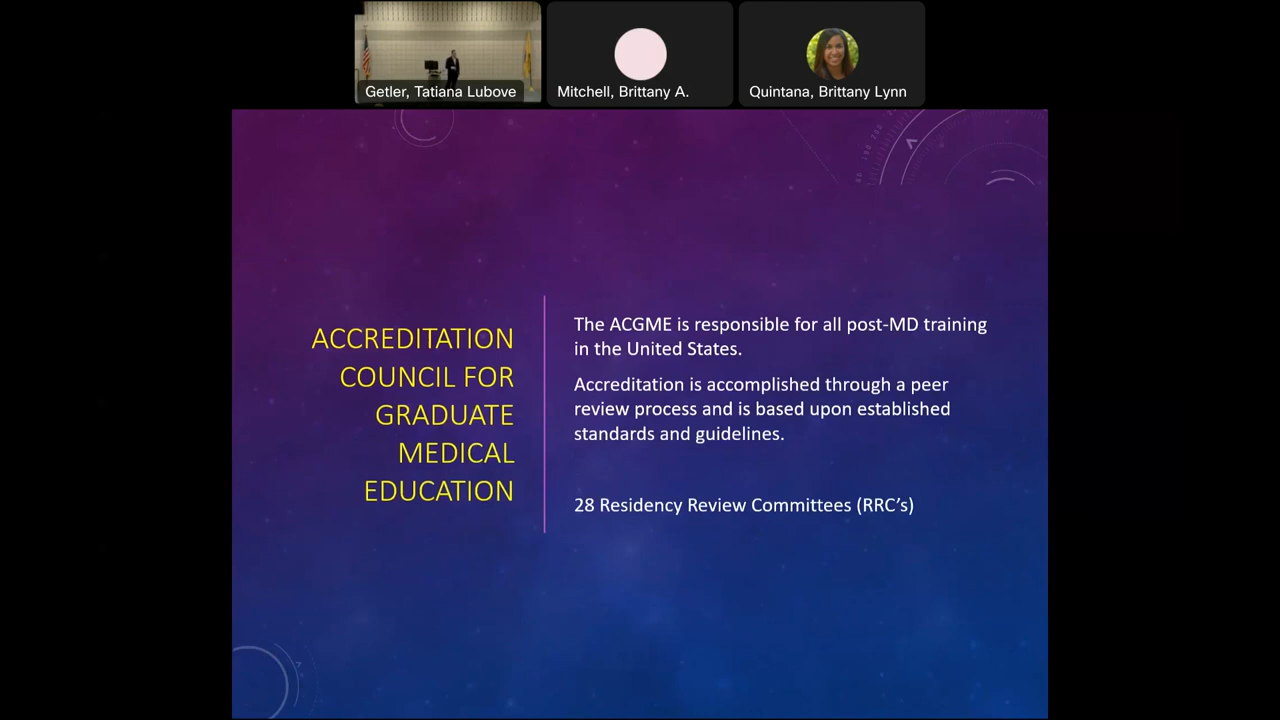 Getler, Tatiana Lubove
Mitchell, Brittany A.
Quintana, Brittany Lynn
ACCREDITATION
COUNCIL FOR
GRADUATE
MEDICAL
EDUCATION
The ACGME is responsible for all post-MD training
in the United States.
Accreditation is accomplished through a peer
review process and is based upon established
standards and guidelines.
28 Residency Review Committees (RRC’s)